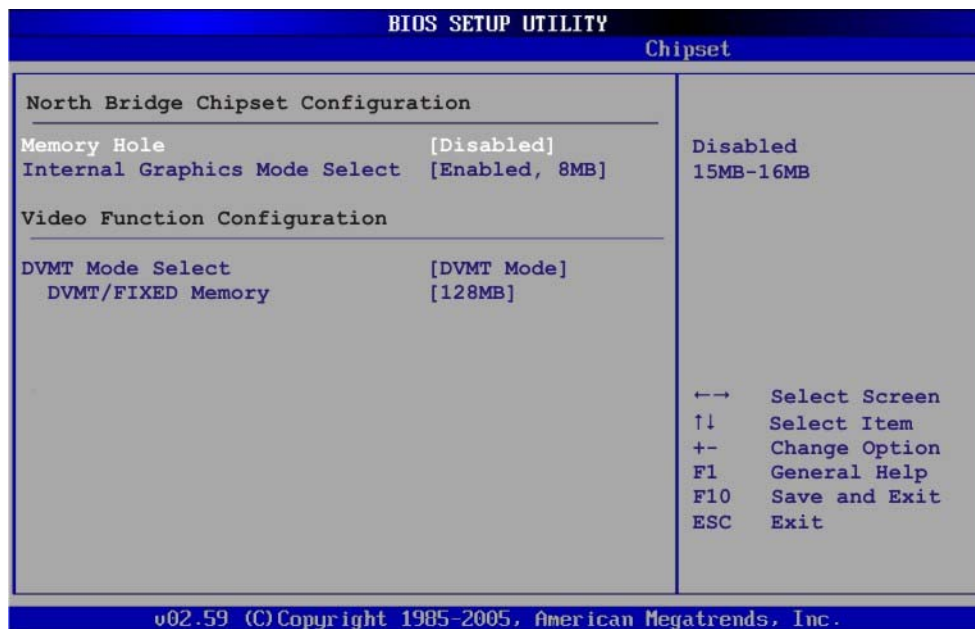 BIOS SETUP UTILITY
Chipset
North Bridge Chipset Configuration
Memory Hole [Disabled]
Internal Graphics Mode Select [Enabled, 8MB]
Video Function Configuration
DVMT Mode Select [DVMT Mode]
DVMT/FIXED Memory [128MB]
Disabled
15MB-16MB
←→ Select Screen
↑↓ Select Item
+- Change Option
F1 General Help
F10 Save and Exit
ESC Exit
v02.59 (C)Copyright 1985-2005, American Megatrends, Inc.